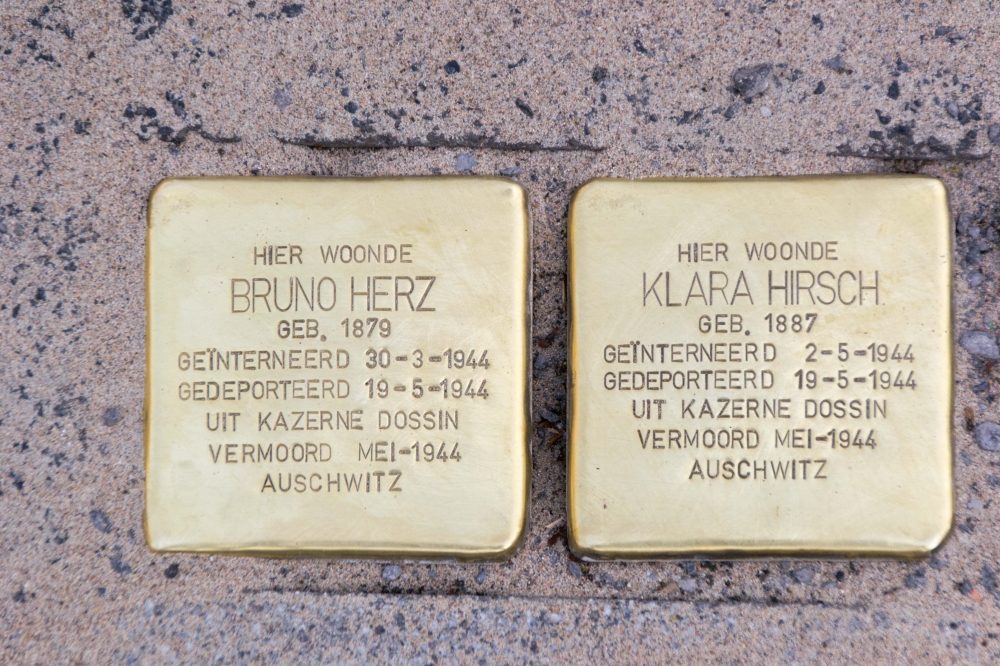 HIER WOONDE
BRUNO HERZ
GEB. 1879
GEÏNTERNEERD 30-3-1944
GEDEPORTEERD 19-5-1944
UIT KAZERNE DOSSIN
VERMOORD MEI-1944
AUSCHWITZ
HIER WOONDE
KLARA HIRSCH
GEB. 1887
GEÏNTERNEERD 2-5-1944
GEDEPORTEERD 19-5-1944
UIT KAZERNE DOSSIN
VERMOORD MEI-1944
AUSCHWITZ